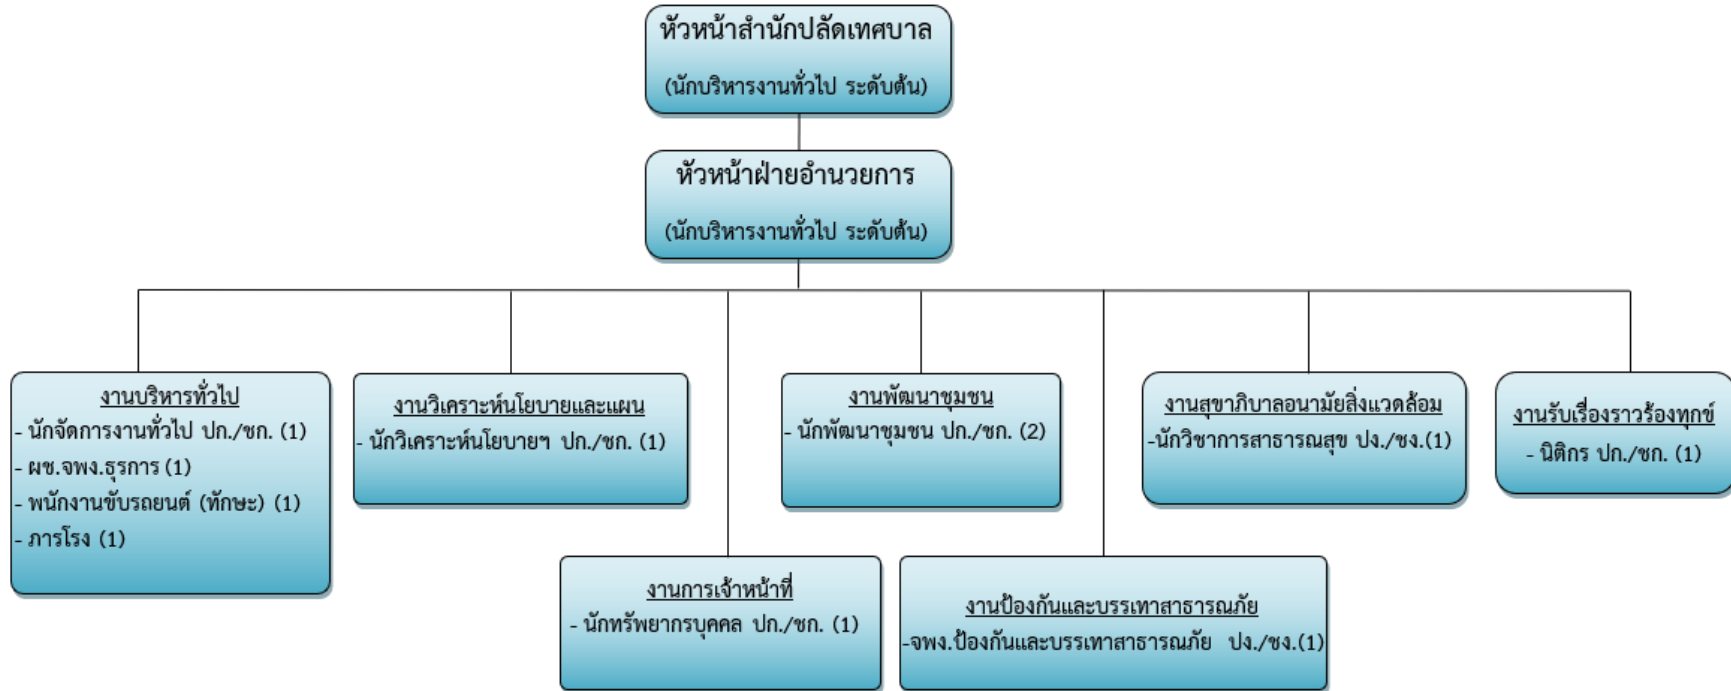 หัวหน้าสำนักปลัดเทศบาล
(นักบริหารงานทั่วไป ระดับต้น)
หัวหน้าฝ่ายอำนวยการ
(นักบริหารงานทั่วไป ระดับต้น)
งานบริหารทั่วไป
- นักจัดการงานทั่วไป ปก./ชก. (1)
- ผช.จพง.ธุรการ (1)
- พนักงานขับรถยนต์ (ทักษะ) (1)
- ภารโรง (1)
งานวิเคราะห์นโยบายและแผน
- นักวิเคราะห์นโยบายฯ ปก./ชก. (1)
งานพัฒนาชุมชน
- นักพัฒนาชุมชน ปก./ชก. (2)
งานสุขาภิบาลอนามัยสิ่งแวดล้อม
-นักวิชาการสาธารณสุข ปง./ชง.(1)
งานรับเรื่องราวร้องทุกข์
- นิติกร ปก./ชก. (1)
งานการเจ้าหน้าที่
- นักทรัพยากรบุคคล ปก./ชก. (1)
งานป้องกันและบรรเทาสาธารณภัย
-จพง.ป้องกันและบรรเทาสาธารณภัย ปง./ชง.(1)